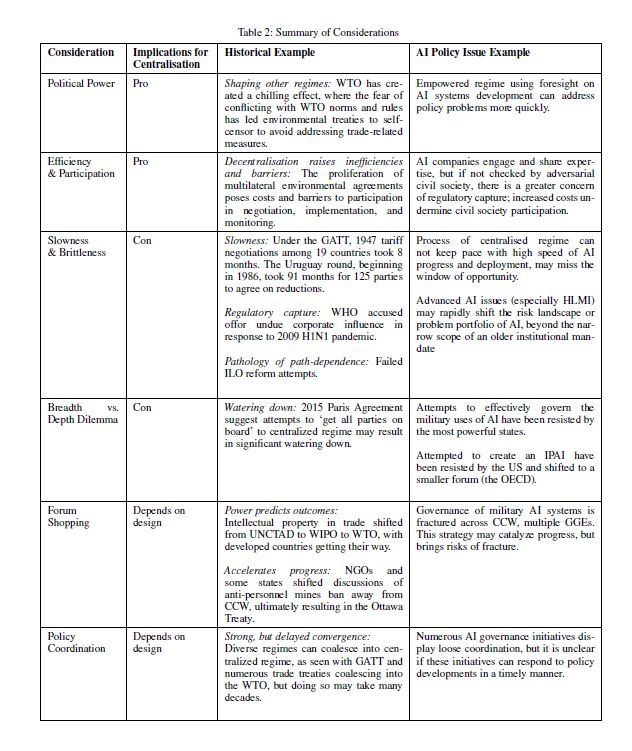 Table 2: Summary of Considerations
Consideration
Implications for
Centralisation
Historical Example
AI Policy Issue Example
Political Power
Pro
Shaping other regimes: WTO has cre-
ated a chilling effect, where the fear of
conflicting with WTO norms and rules
has led environmental treaties to self-
censor to avoid addressing trade-related
measures.
Empowered regime using foresight on
AI systems development can address
policy problems more quickly.
Efficiency
& Participation
Pro
Decentralisation raises inefficiencies
and barriers: The proliferation of
multilateral environmental agreements
poses costs and barriers to participation
in negotiation, implementation, and
monitoring.
AI companies engage and share exper-
tise, but if not checked by adversarial
civil society, there is a greater concern
of regulatory capture; increased costs un-
dermine civil society participation.
Slowness
& Brittleness
Con
Slowness: Under the GATT, 1947 tariff
negotiations among 19 countries took 8
months. The Uruguay round, beginning
in 1986, took 91 months for 125 parties
to agree on reductions.
Regulatory capture: WHO accused
offor undue corporate influence in
response to 2009 H1N1 pandemic.
Pathology of path-dependence: Failed
ILO reform attempts.
Process of centralised regime can
not keep pace with high speed of AI
progress and deployment, may miss the
window of opportunity.
Advanced AI issues (especially HLMI)
may rapidly shift the risk landscape or
problem portfolio of AI, beyond the nar-
row scope of an older institutional man-
date
Breadth vs.
Depth Dilemma
Con
Watering down: 2015 Paris Agreement
suggest attempts to ‘get all parties on
board’ to centralized regime may result
in significant watering down.
Attempts to effectively govern the
military uses of AI have been resisted by
the most powerful states.
Attempted to create an IPAI have
been resisted by the US and shifted to a
smaller forum (the OECD).
Forum
Shopping
Depends on
design
Power predicts outcomes:
Intellectual property in trade shifted
from UNCTAD to WIPO to WTO, with
developed countries getting their way.
Accelerates progress: NGOs and
some states shifted discussions of
anti-personnel mines ban away from
CCW, ultimately resulting in the Ottawa
Treaty.
Governance of military AI systems is
fractured across CCW, multiple GGEs.
This strategy may catalyze progress, but
brings risks of fracture.
Policy
Coordination
Depends on
design
Strong, but delayed convergence:
Diverse regimes can coalesce into cen-
tralized regime, as seen with GATT and
numerous trade treaties coalescing into
the WTO, but doing so may take many
decades.
Numerous AI governance initiatives dis-
play loose coordination, but it is unclear
if these initiatives can respond to policy
developments in a timely manner.